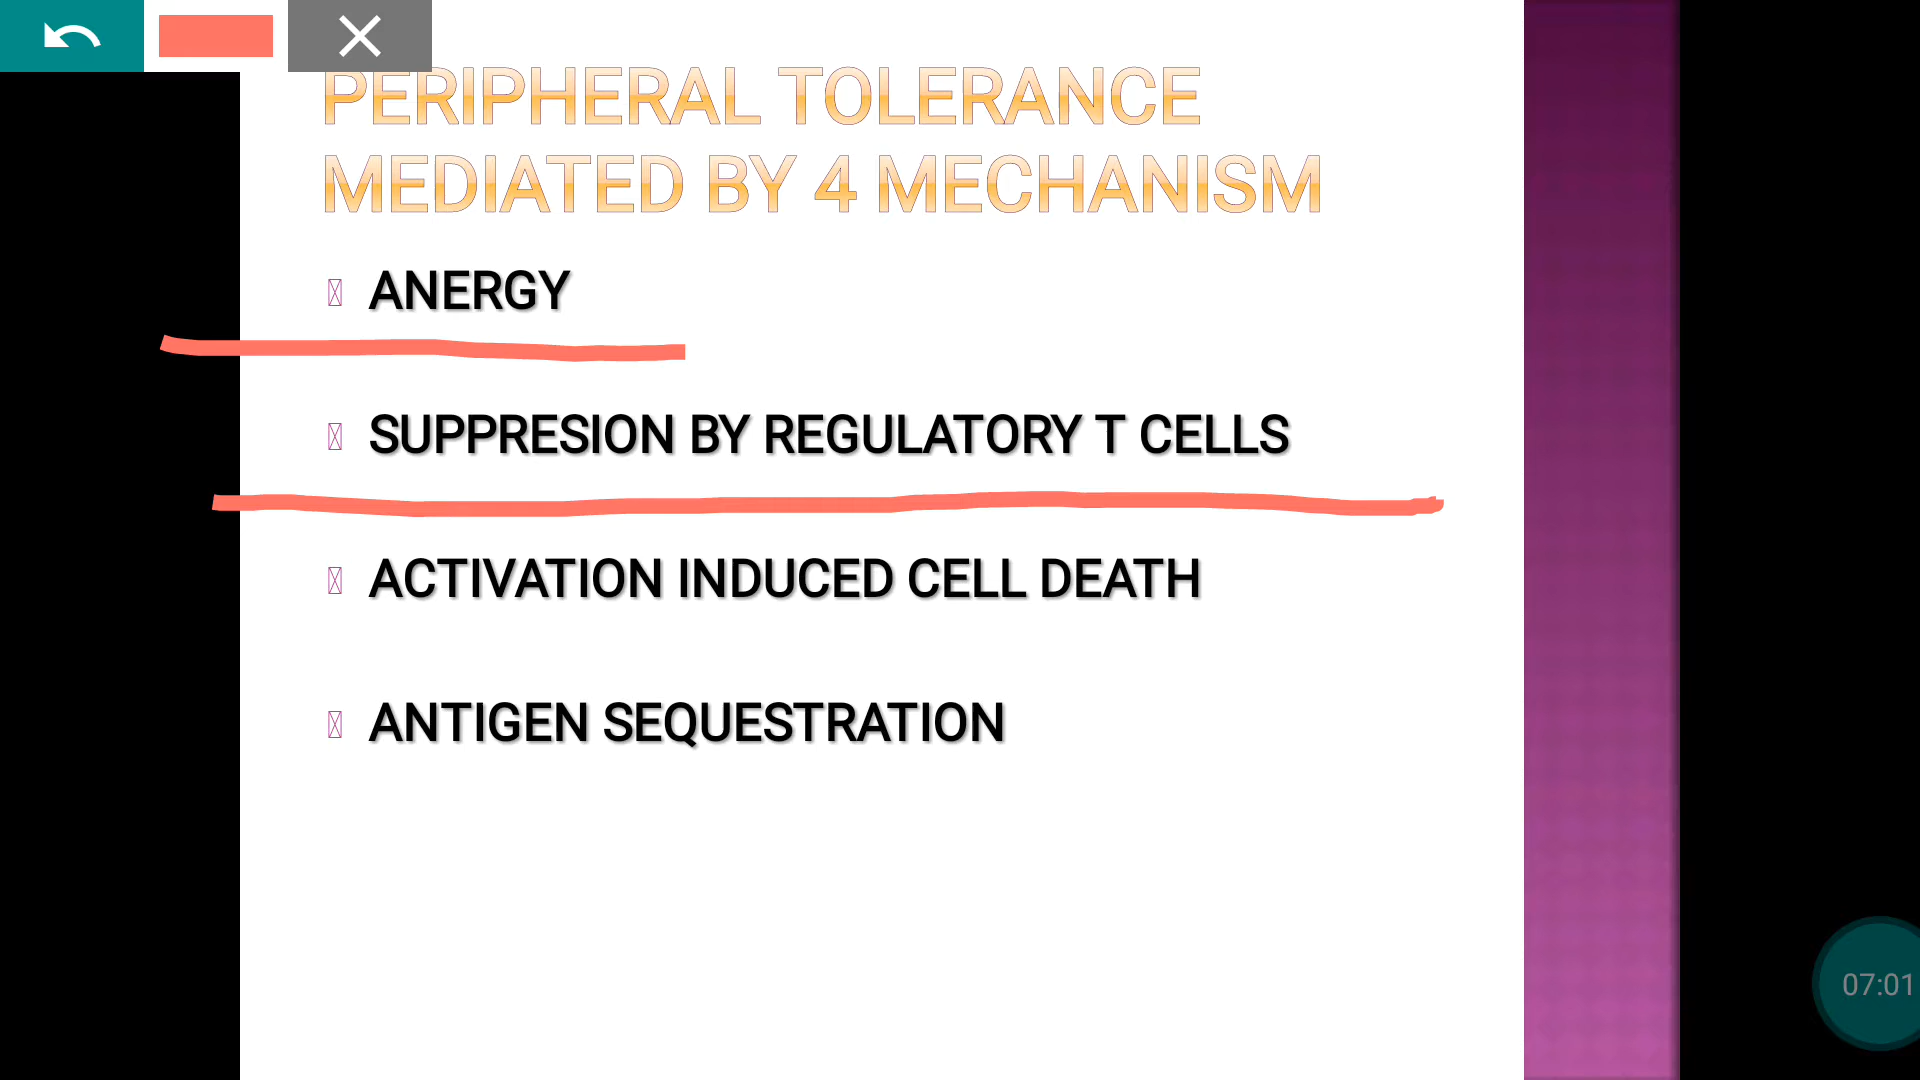 PERIPHERAL TOLERANCE
MEDIATED BY 4 MECHANISM
ANERGY
SUPPRESION BY REGULATORY T CELLS
ACTIVATION INDUCED CELL DEATH
ANTIGEN SEQUESTRATION
07:01